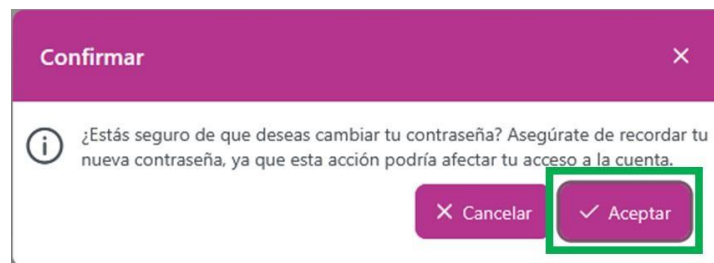 Confirmar
¿Estás seguro de que deseas cambiar tu contraseña? Asegúrate de recordar tu
nueva contraseña, ya que esta acción podría afectar tu acceso a la cuenta.
Cancelar Aceptar